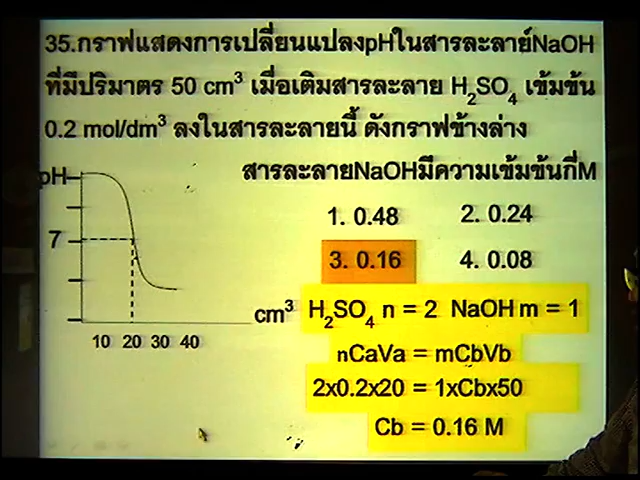 35.กราฟแสดงการเปลี่ยนแปลงpHในสารละลาย์NaOH
ที่มีปริมาตร 50 cm³ เมื่อเติมสารละลาย H₂SO₄ เข้มข้น
0.2 mol/dm³ ลงในสารละลายนี้ ดังกราฟข้างล่าง
สารละลายNaOHมีความเข้มข้นกี่M
pH
7
10 20 30 40
cm³
1. 0.48 2. 0.24
3. 0.16 4. 0.08
H₂SO₄ n = 2 NaOH m = 1
nCaVa = mCbVb
2x0.2x20 = 1xCbx50
Cb = 0.16 M